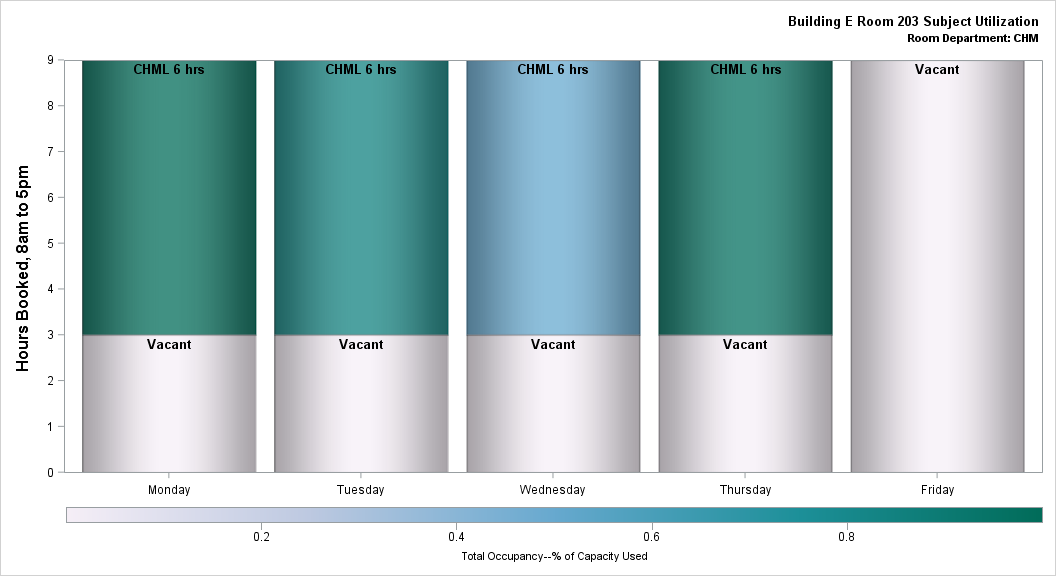 Building E Room 203 Subject Utilization
Room Department: CHM
Hours Booked, 8am to 5pm
9
8
7
6
5
4
3
2
1
0
CHML 6 hrs
CHML 6 hrs
CHML 6 hrs
CHML 6 hrs
Vacant
Vacant
Vacant
Vacant
Vacant
Monday
Tuesday
Wednesday
Thursday
Friday
0.2
0.4
0.6
0.8
Total Occupancy--% of Capacity Used